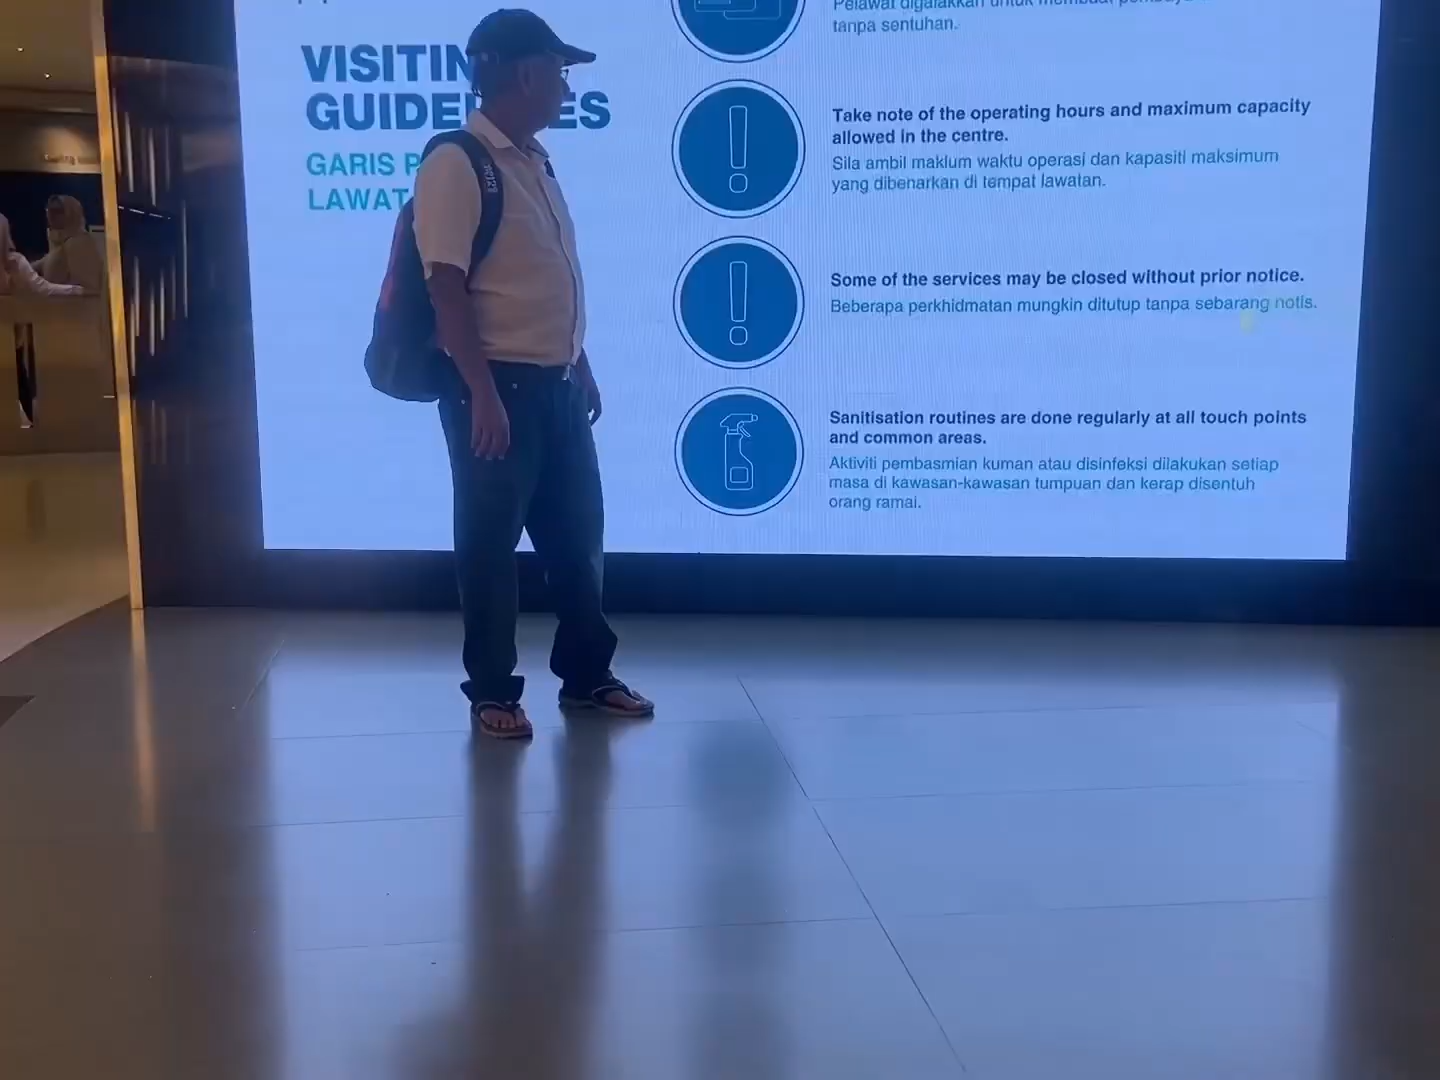 VISITIN
GUIDE ES
GARIS P
LAWAT
Pelawat digalakkan untuk membuat
tanpa sentuhan.
Take note of the operating hours and maximum capacity
allowed in the centre.
Sila ambil maklum waktu operasi dan kapasiti maksimum
yang dibenarkan di tempat lawatan.
Some of the services may be closed without prior notice.
Beberapa perkhidmatan mungkin ditutup tanpa sebarang notis.
Sanitisation routines are done regularly at all touch points
and common areas.
Aktiviti pembasmian kuman atau disinfeksi dilakukan setiap
masa di kawasan-kawasan tumpuan dan kerap disentuh
orang ramai.